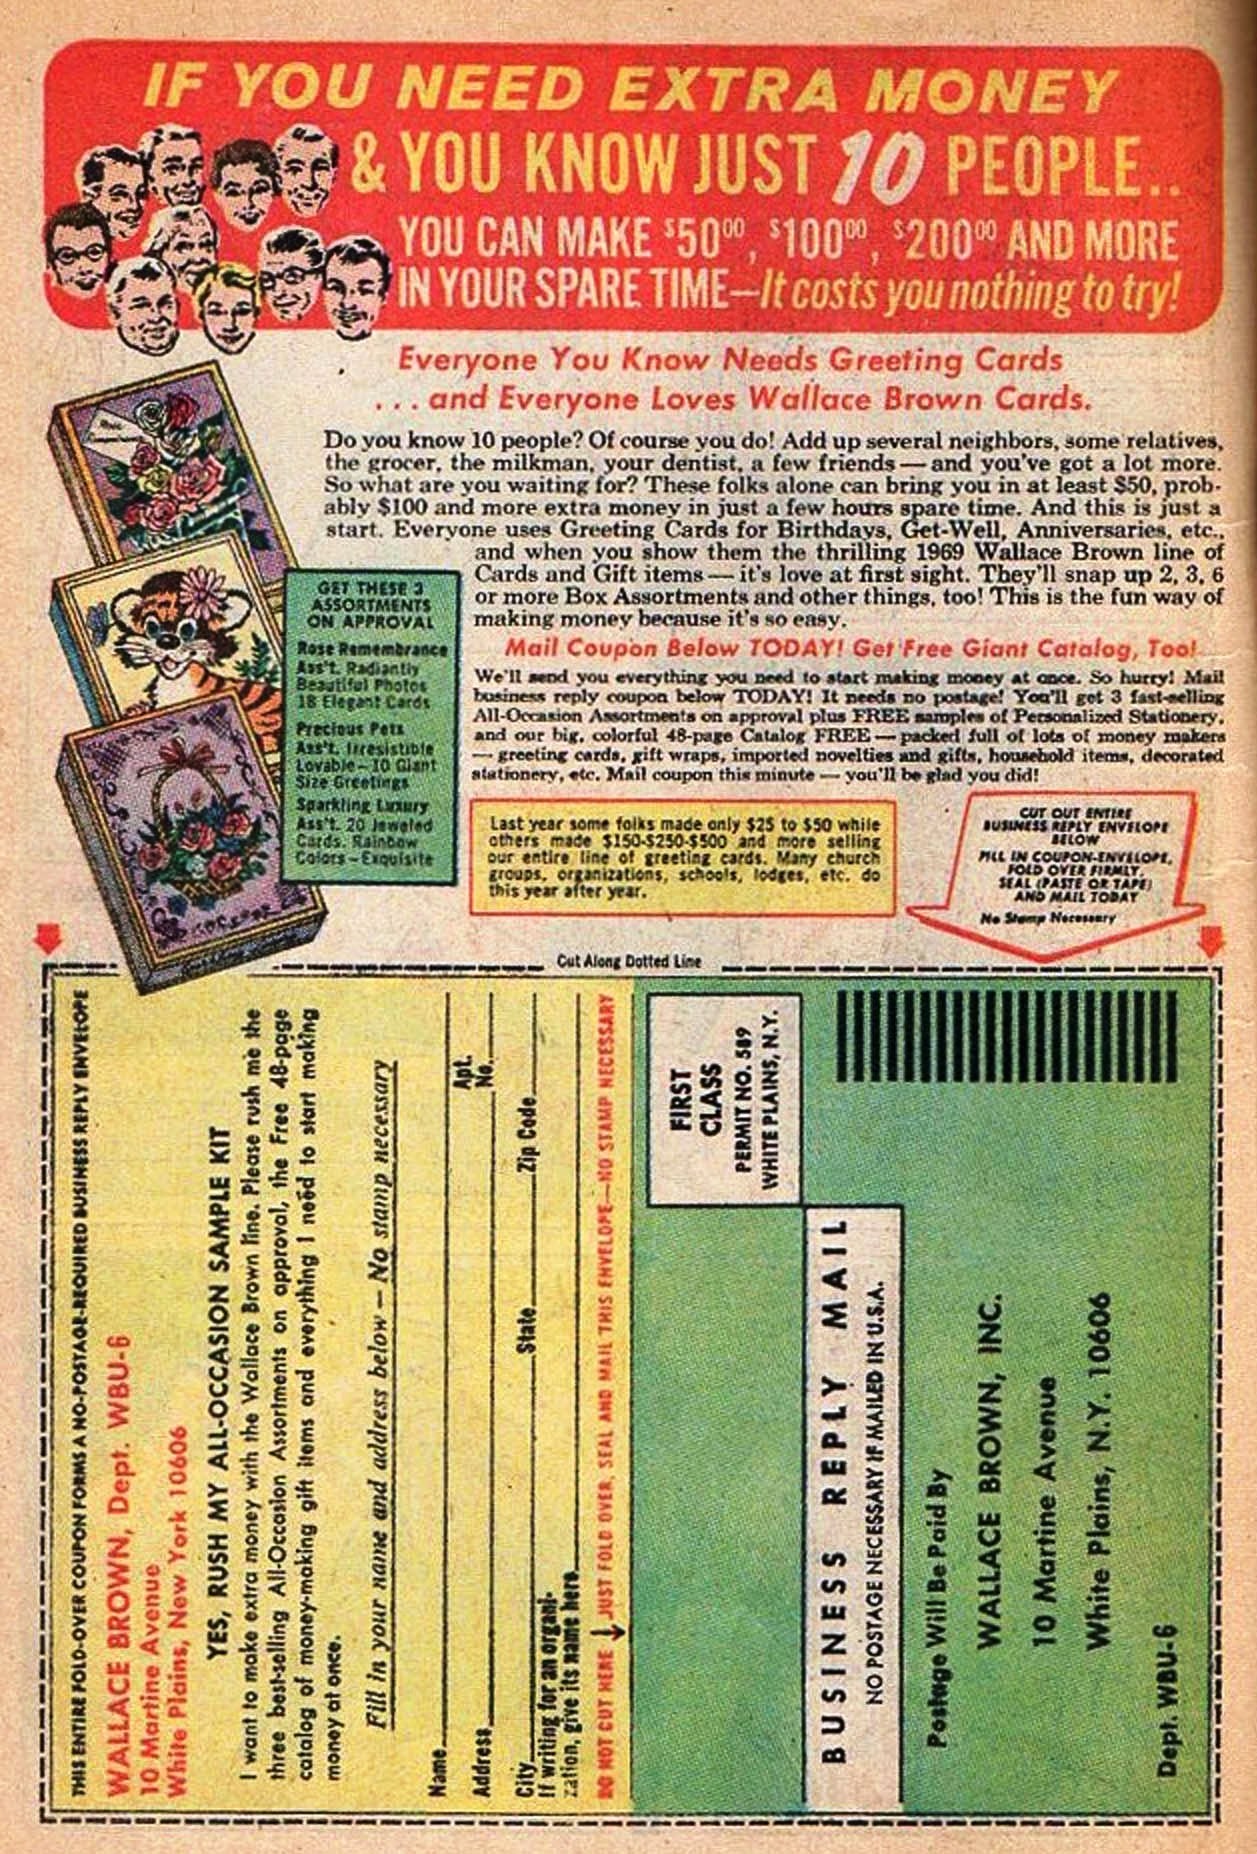 IF YOU NEED EXTRA MONEY
& YOU KNOW JUST 10 PEOPLE..
YOU CAN MAKE $50⁰⁰, $100⁰⁰, $200⁰⁰ AND MORE
IN YOUR SPARE TIME—It costs you nothing to try!
Everyone You Know Needs Greeting Cards
...and Everyone Loves Wallace Brown Cards.
Do you know 10 people? Of course you do! Add up several neighbors, some relatives,
the grocer, the milkman, your dentist, a few friends — and you've got a lot more.
So what are you waiting for? These folks alone can bring you in at least $50, prob-
ably $100 and more extra money in just a few hours spare time. And this is just a
start. Everyone uses Greeting Cards for Birthdays, Get-Well, Anniversaries, etc.,
and when you show them the thrilling 1969 Wallace Brown line of
Cards and Gift items — it's love at first sight. They'll snap up 2, 3, 6
or more Box Assortments and other things, too! This is the fun way of
making money because it's so easy.
GET THESE 3
ASSORTMENTS
ON APPROVAL
Rose Remembrance
Ass't. Radiantly
Beautiful Photos
18 Elegant Cards
Precious Pets
Ass't. Irresistible
Lovable – 10 Giant
Size Greetings
Sparkling Luxury
Ass't. 20 Jeweled
Cards. Rainbow
Colors – Exquisite
Mail Coupon Below TODAY! Get Free Giant Catalog, Too!
We'll send you everything you need to start making money at once. So hurry! Mail
business reply coupon below TODAY! It needs no postage! You'll get 3 fast-selling
All-Occasion Assortments on approval plus FREE samples of Personalized Stationery,
and our big, colorful 48-page Catalog FREE — packed full of lots of money makers
— greeting cards, gift wraps, imported novelties and gifts, household items, decorated
stationery, etc. Mail coupon this minute — you'll be glad you did!
Last year some folks made only $25 to $50 while
others made $150-$250-$500 and more selling
our entire line of greeting cards. Many church
groups, organizations, schools, lodges, etc. do
this year after year.
CUT OUT ENTIRE
BUSINESS REPLY ENVELOPE
BELOW
FILL IN COUPON-ENVELOPE,
FOLD OVER FIRMLY,
SEAL (PASTE OR TAPE)
AND MAIL TODAY
No Stamp Necessary
Cut Along Dotted Line
THIS ENTIRE FOLD-OVER COUPON FORMS A NO-POSTAGE-REQUIRED BUSINESS REPLY ENVELOPE
WALLACE BROWN, Dept. WBU-6
10 Martine Avenue
White Plains, New York 10606
YES, RUSH MY ALL-OCCASION SAMPLE KIT
I want to make extra money with the Wallace Brown line. Please rush me the
three best-selling All-Occasion Assortments on approval, the Free 48-page
catalog of money-making gift items and everything I need to start making
money at once.
Fill in your name and address below — No stamp necessary
Name
Address Apt. No.
City State Zip Code
If writing for an organi-
zation, give its name here
DO NOT CUT HERE JUST FOLD OVER, SEAL AND MAIL THIS ENVELOPE—NO STAMP NECESSARY
FIRST
CLASS
PERMIT NO. 589
WHITE PLAINS, N.Y.
BUSINESS REPLY MAIL
NO POSTAGE NECESSARY IF MAILED IN U.S.A.
Postage Will Be Paid By
WALLACE BROWN, INC.
10 Martine Avenue
White Plains, N.Y. 10606
Dept. WBU-6